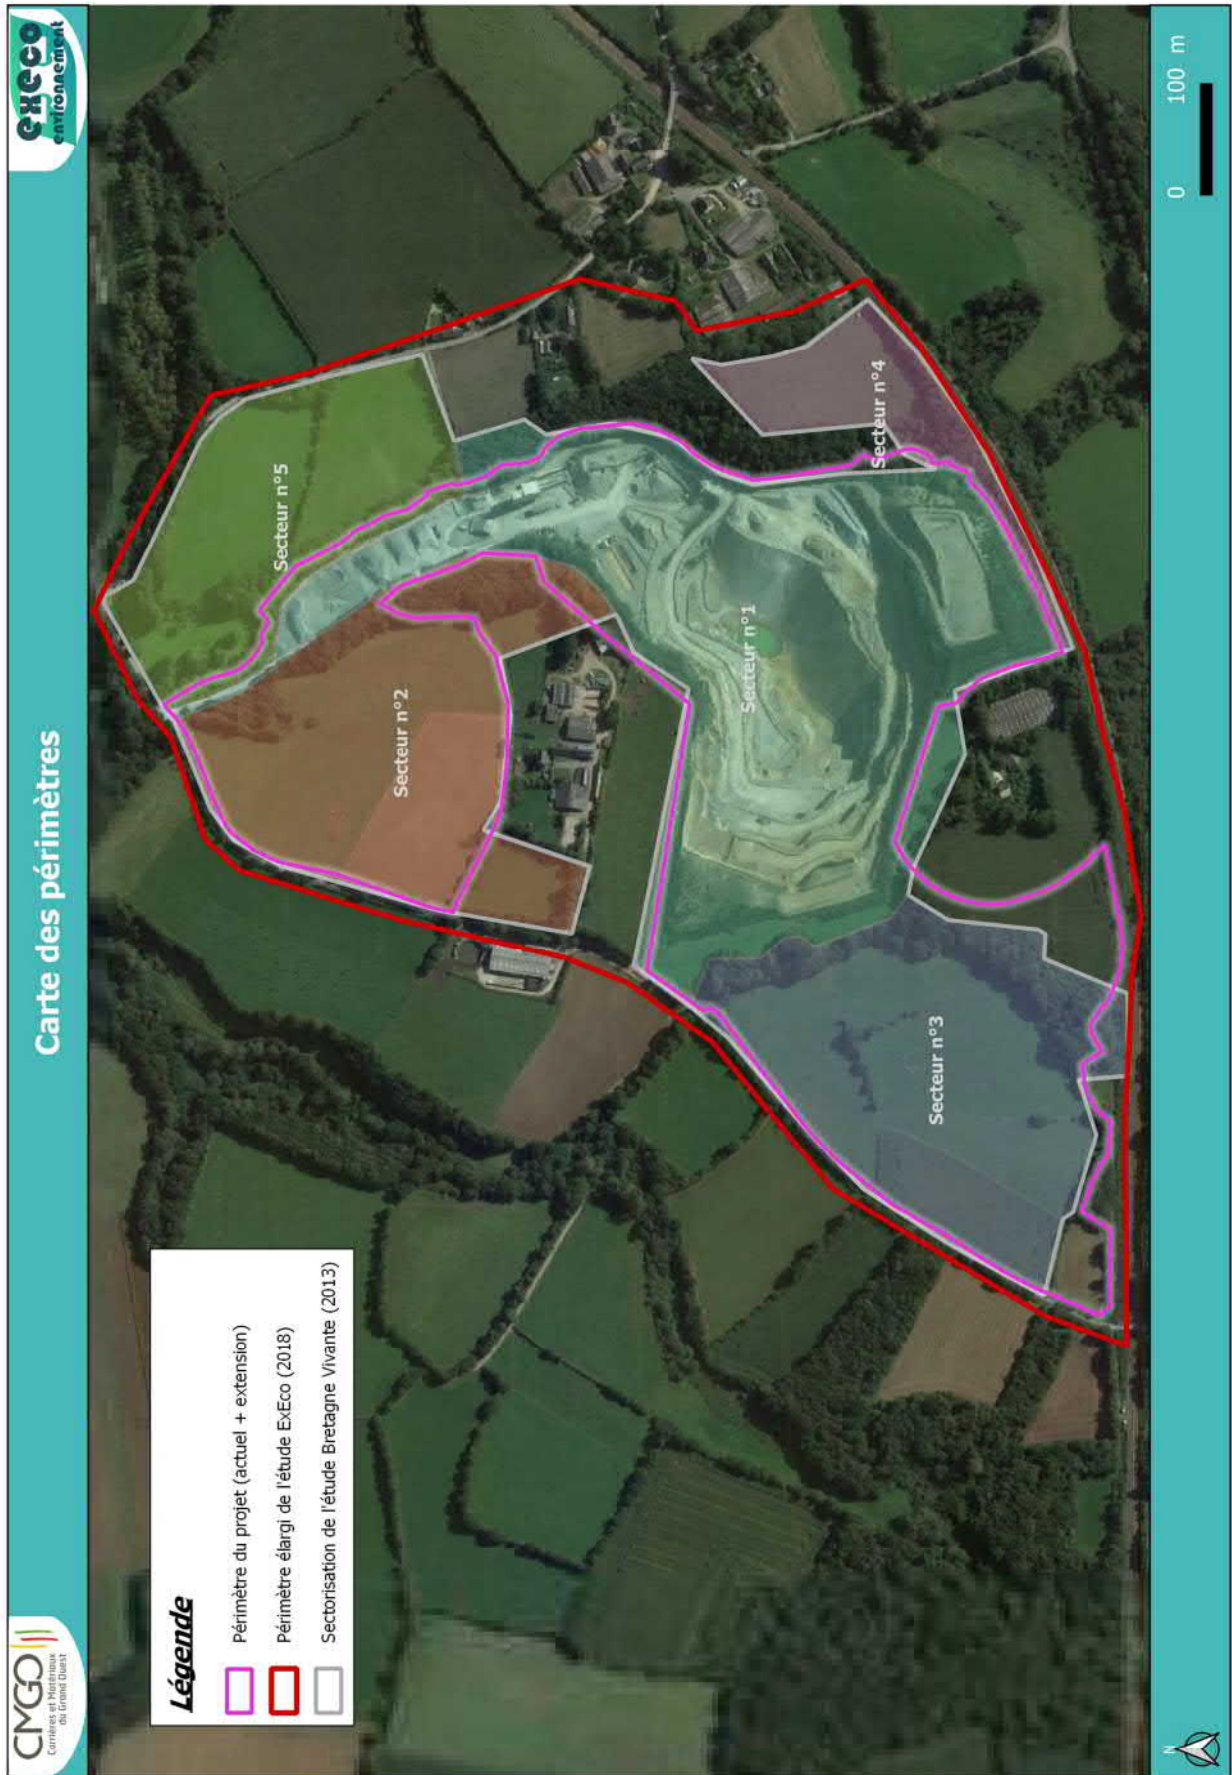 CMGO
Carrières et Matériaux
du Grand Ouest
Carte des périmètres
execo
environnement
Légende
Périmètre du projet (actuel + extension)
Périmètre élargi de l'étude ExEco (2018)
Sectorisation de l'étude Bretagne Vivante (2013)
Secteur n°5
Secteur n°2
Secteur n°1
Secteur n°4
Secteur n°3
N
0 100 m